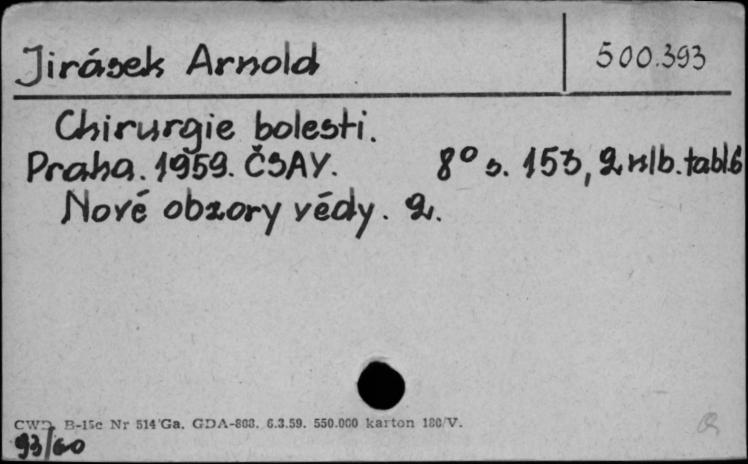 Jirásek Arnold
500.393
Chirurgie bolesti.
Praha. 1959. ČSAV. 8° s. 153, 2 nlb. tabl.6
Nové obzory vědy. 2.
CWD, B-15c Nr 514 Ga. GDA-808. 6.3.59. 550.000 karton 180/V.
93/60